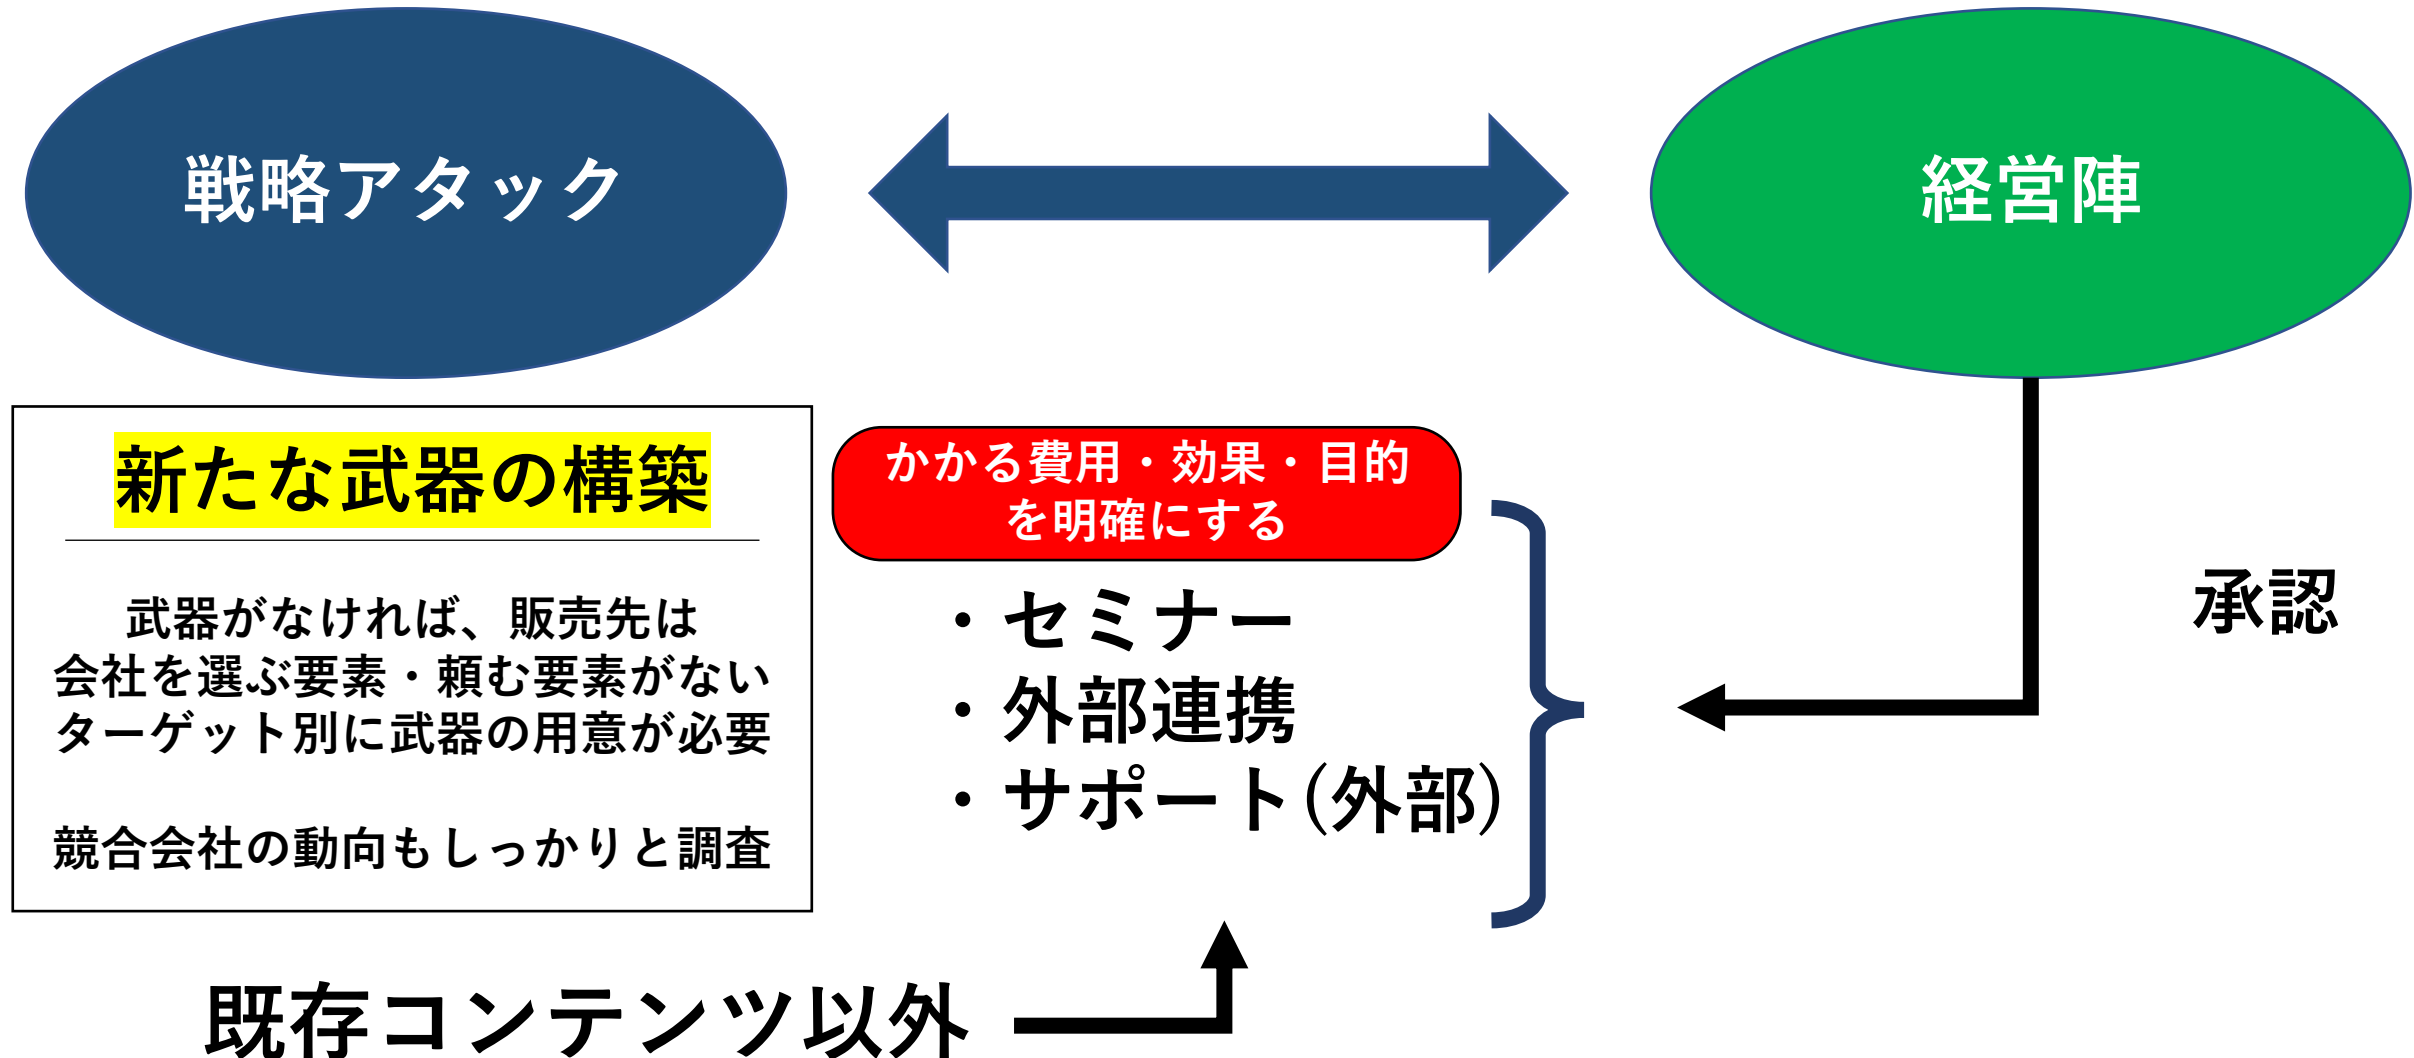 戦略アタック
経営陣
新たな武器の構築
武器がなければ、販売先は
会社を選ぶ要素・頼む要素がない
ターゲット別に武器の用意が必要
競合会社の動向もしっかりと調査
かかる費用・効果・目的
を明確にする
・セミナー
・外部連携
・サポート(外部)
承認
既存コンテンツ以外